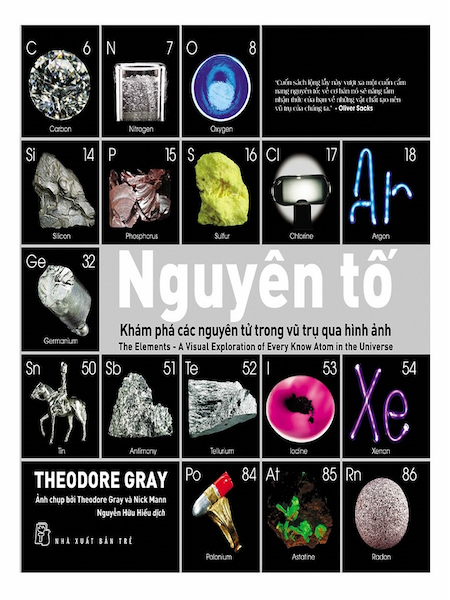 C 6 N 7 O 8
"Cuốn sách lộng lẫy này vượt xa một cuốn cẩm
nang nguyên tố; về cơ bản nó sẽ nâng tầm
nhận thức của bạn về những vật chất tạo nên
vũ trụ của chúng ta." - Oliver Sacks
Carbon Nitrogen Oxygen
Si 14 P 15 S 16 Cl 17 18
Ar
Silicon Phosphorus Sulfur Chlorine Argon
Ge 32
Germanium
Nguyên tố
Khám phá các nguyên tử trong vũ trụ qua hình ảnh
The Elements - A Visual Exploration of Every Know Atom in the Universe
Sn 50 Sb 51 Te 52 I 53 54
Xe
Tin Antimony Tellurium Iodine Xenon
THEODORE GRAY
Ảnh chụp bởi Theodore Gray và Nick Mann
Nguyễn Hữu Hiếu dịch
NHÀ XUẤT BẢN TRẺ
Po 84 At 85 Rn 86
Polonium Astatine Radon